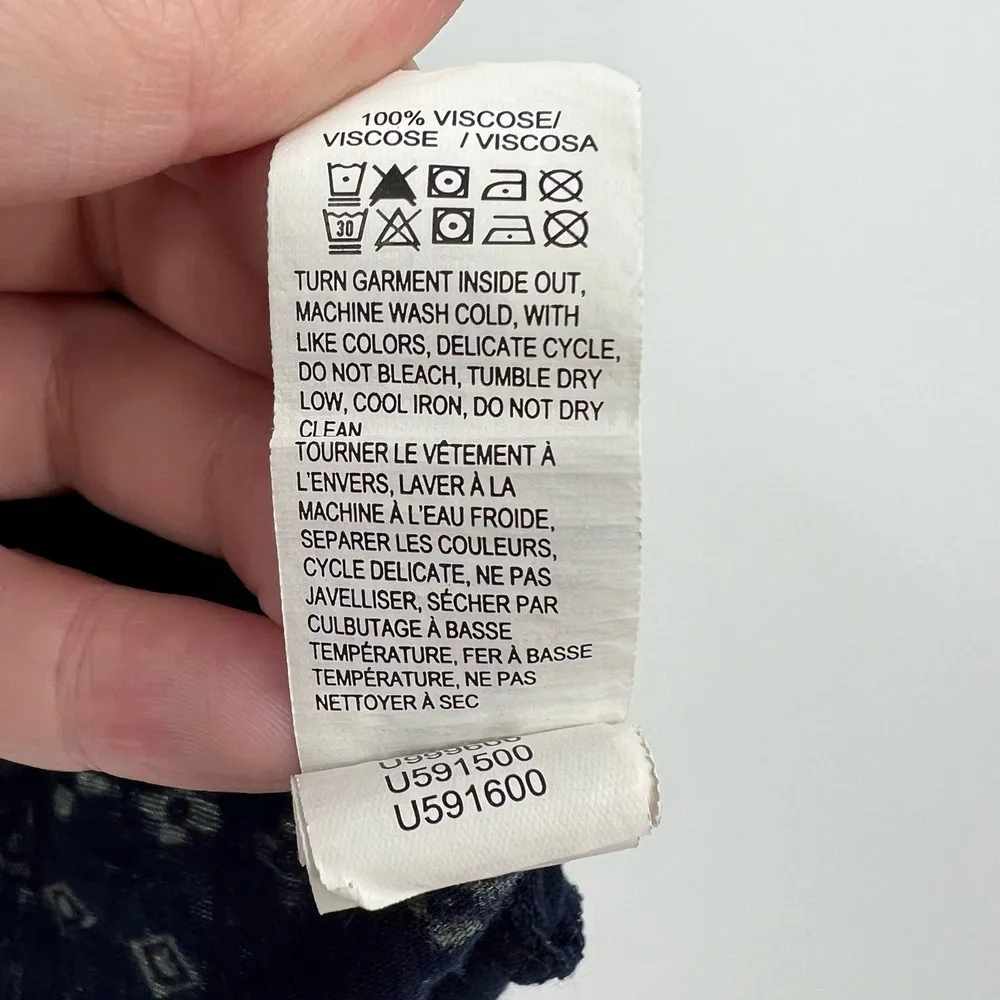 100% VISCOSE/
VISCOSE / VISCOSA
30
TURN GARMENT INSIDE OUT,
MACHINE WASH COLD, WITH
LIKE COLORS, DELICATE CYCLE,
DO NOT BLEACH, TUMBLE DRY
LOW, COOL IRON, DO NOT DRY
CLEAN
TOURNER LE VÊTEMENT À
L'ENVERS, LAVER À LA
MACHINE À L'EAU FROIDE,
SEPARER LES COULEURS,
CYCLE DELICATE, NE PAS
JAVELLISER, SÉCHER PAR
CULBUTAGE À BASSE
TEMPÉRATURE, FER À BASSE
TEMPÉRATURE, NE PAS
NETTOYER À SEC
U591500
U591600